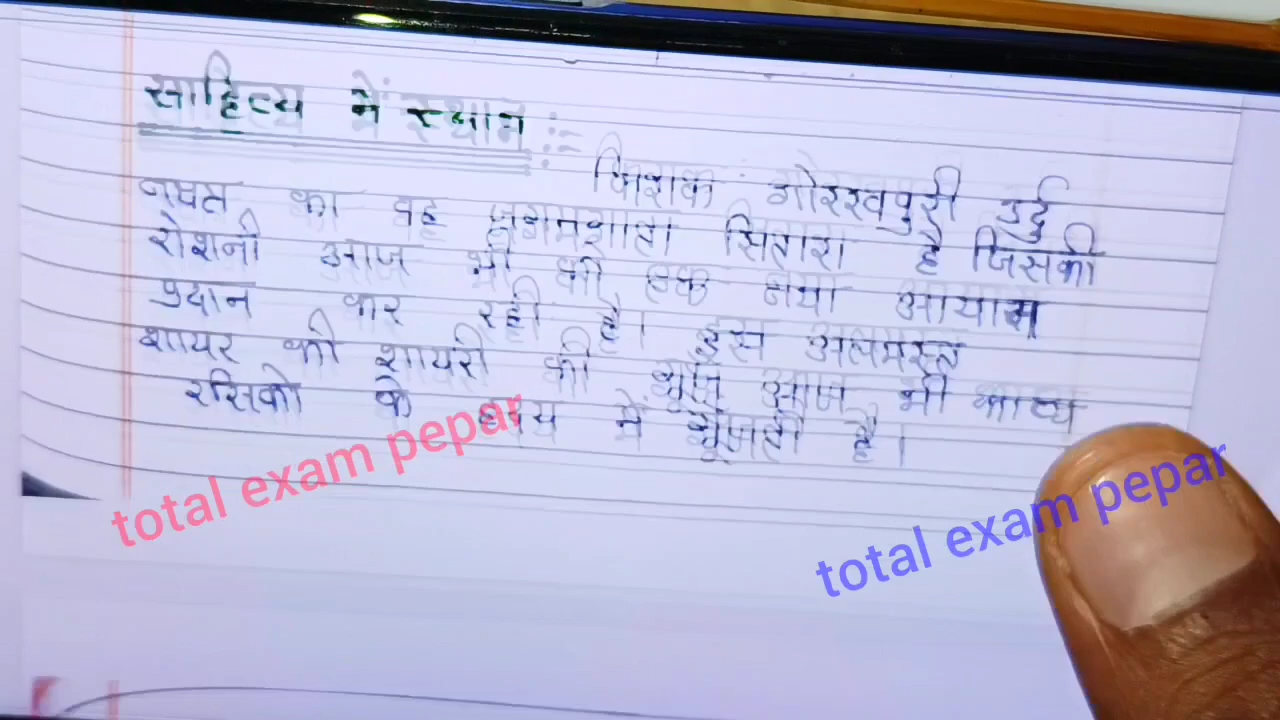 साहित्य में स्थान :-
फिराक गोरखपुरी उर्दू
नक्षत्र का वह जगमगाता सितारा है जिसकी
रोशनी आज भी को एक नया आयाम
प्रदान कर रही है। इस अलमस्त
शायर की शायरी की गूँज आज भी काव्य
रसिको के हृदय में गूँजती है।
total exam pepar
total exam pepar